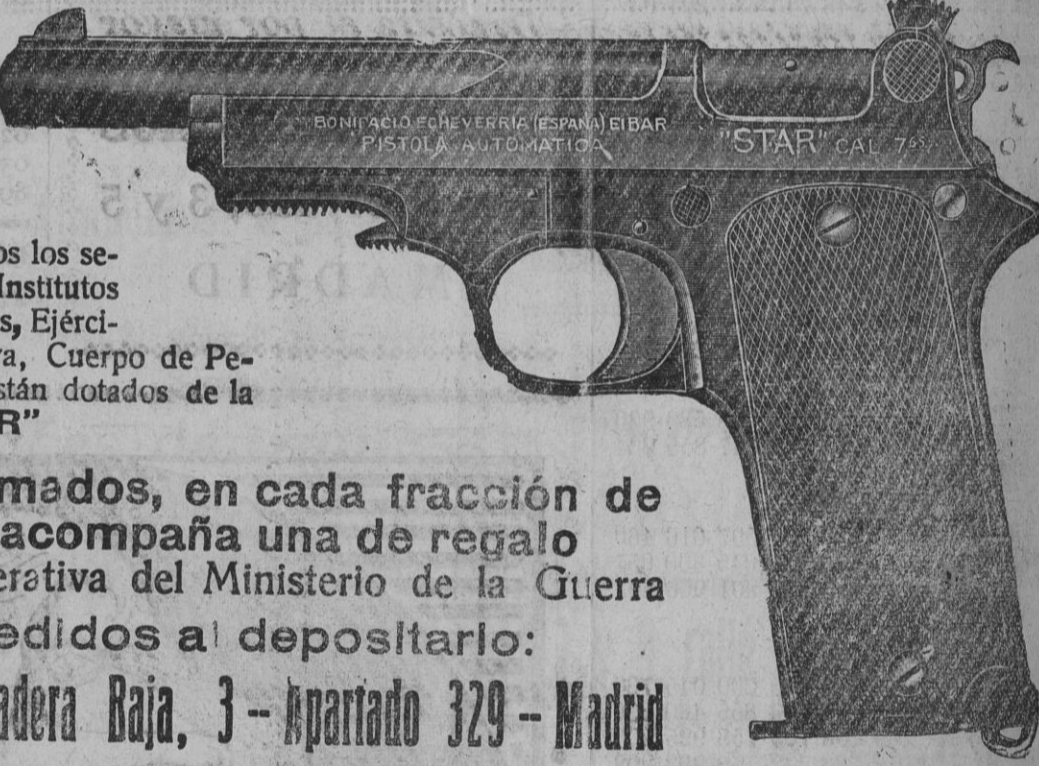 BONIFACIO ECHEVERRIA (ESPAÑA) EIBAR
PISTOLA AUTOMATICA
"STAR" CAL 7
os los se-
Institutos
s, Ejérci-
ra, Cuerpo de Pe-
stán dotados de la
R"
mados, en cada fracción de
acompaña una de regalo
erativa del Ministerio de la Guerra
edidos al depositario:
adera Baja, 3 -- Apartado 329 -- Madrid